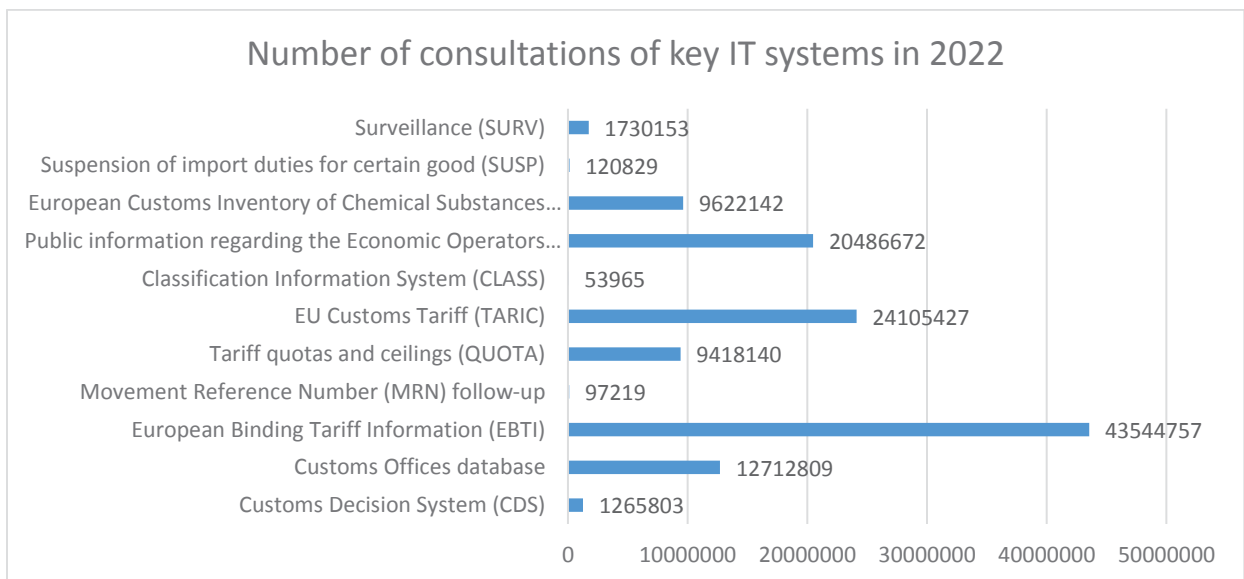 Number of consultations of key IT systems in 2022
Surveillance (SURV) 1730153
Suspension of import duties for certain good (SUSP) 120829
European Customs Inventory of Chemical Substances… 9622142
Public information regarding the Economic Operators… 20486672
Classification Information System (CLASS) 53965
EU Customs Tariff (TARIC) 24105427
Tariff quotas and ceilings (QUOTA) 9418140
Movement Reference Number (MRN) follow-up 97219
European Binding Tariff Information (EBTI) 43544757
Customs Offices database 12712809
Customs Decision System (CDS) 1265803
0 10000000 20000000 30000000 40000000 50000000